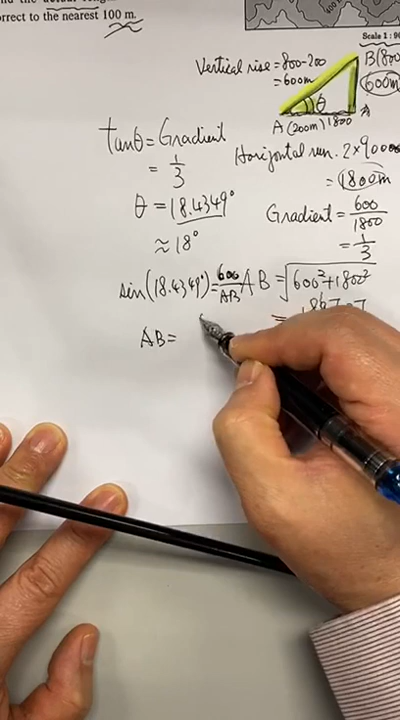 correct to the nearest 100 m.
Scale 1 : 90
Vertical rise = 800-200
= 600m
B(800
600m
θ
A (200m) 1800
tanθ = Gradient
= 1/3
θ = 18.4349°
≈ 18°
Horizontal run. 2×90000
= 1800m
Gradient = 600/1800
= 1/3
sin(18.4349°) = 600/AB
AB = √600²+1800²
=
AB =